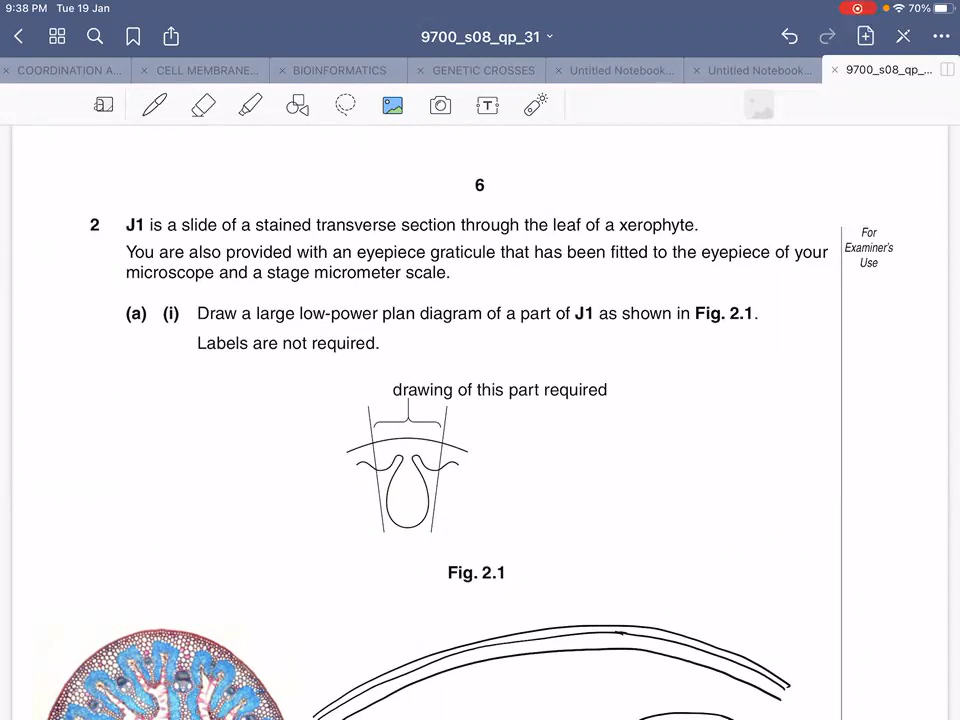 9:38 PM Tue 19 Jan
70%
9700_s08_qp_31
COORDINATION A...
CELL MEMBRANE...
BIOINFORMATICS
GENETIC CROSSES
Untitled Notebook...
Untitled Notebook...
9700_s08_qp_...
6
2 J1 is a slide of a stained transverse section through the leaf of a xerophyte.
You are also provided with an eyepiece graticule that has been fitted to the eyepiece of your
microscope and a stage micrometer scale.
For
Examiner's
Use
(a) (i) Draw a large low-power plan diagram of a part of J1 as shown in Fig. 2.1.
Labels are not required.
drawing of this part required
Fig. 2.1